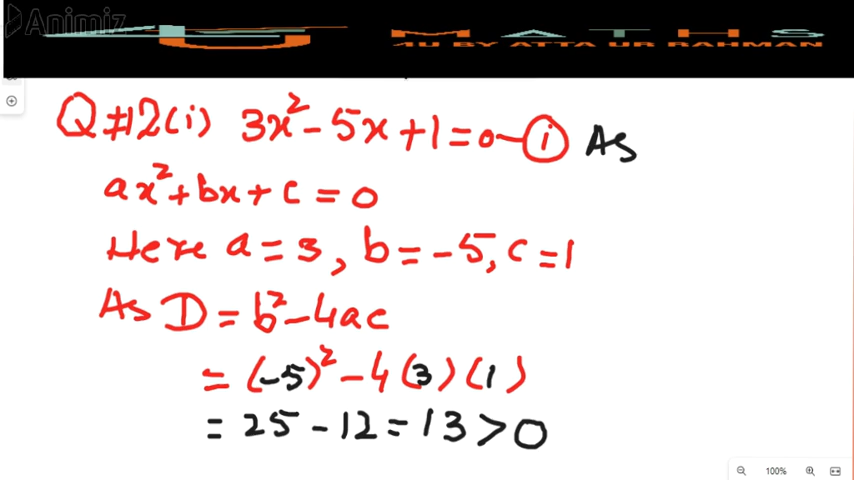 Animiz
MATHS
4U BY ATTA UR RAHMAN
Q#2(i) 3x²-5x+1=0-(i) As
ax²+bx+c=0
Here a=3, b=-5, c=1
As D=b²-4ac
=(-5)²-4(3)(1)
=25-12=13>0
100%